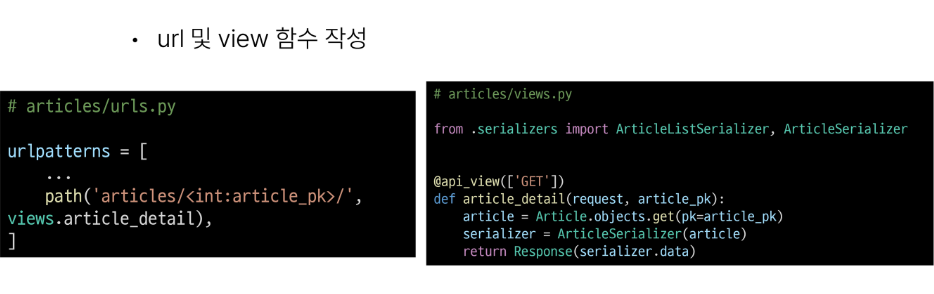 • url 및 view 함수 작성
# articles/urls.py
urlpatterns = [
    ...
    path('articles/<int:article_pk>/',
views.article_detail),
]
# articles/views.py
from .serializers import ArticleListSerializer, ArticleSerializer
@api_view(['GET'])
def article_detail(request, article_pk):
    article = Article.objects.get(pk=article_pk)
    serializer = ArticleSerializer(article)
    return Response(serializer.data)